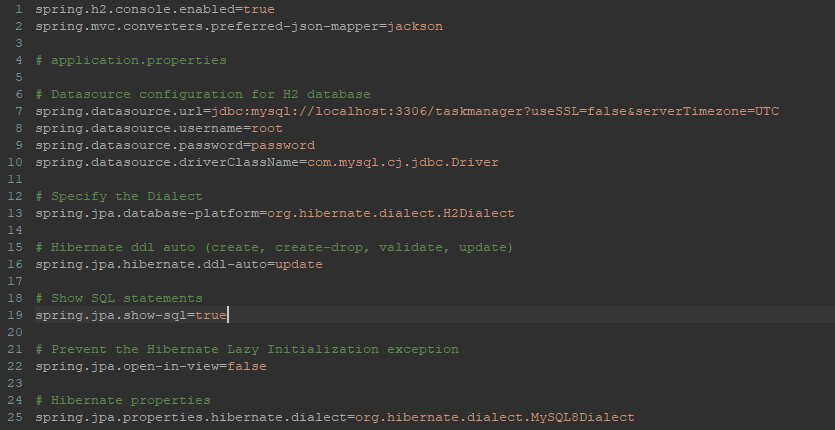 1 spring.h2.console.enabled=true
2 spring.mvc.converters.preferred-json-mapper=jackson
3
4 # application.properties
5
6 # Datasource configuration for H2 database
7 spring.datasource.url=jdbc:mysql://localhost:3306/taskmanager?useSSL=false&serverTimezone=UTC
8 spring.datasource.username=root
9 spring.datasource.password=password
10 spring.datasource.driverClassName=com.mysql.cj.jdbc.Driver
11
12 # Specify the Dialect
13 spring.jpa.database-platform=org.hibernate.dialect.H2Dialect
14
15 # Hibernate ddl auto (create, create-drop, validate, update)
16 spring.jpa.hibernate.ddl-auto=update
17
18 # Show SQL statements
19 spring.jpa.show-sql=true
20
21 # Prevent the Hibernate Lazy Initialization exception
22 spring.jpa.open-in-view=false
23
24 # Hibernate properties
25 spring.jpa.properties.hibernate.dialect=org.hibernate.dialect.MySQL8Dialect